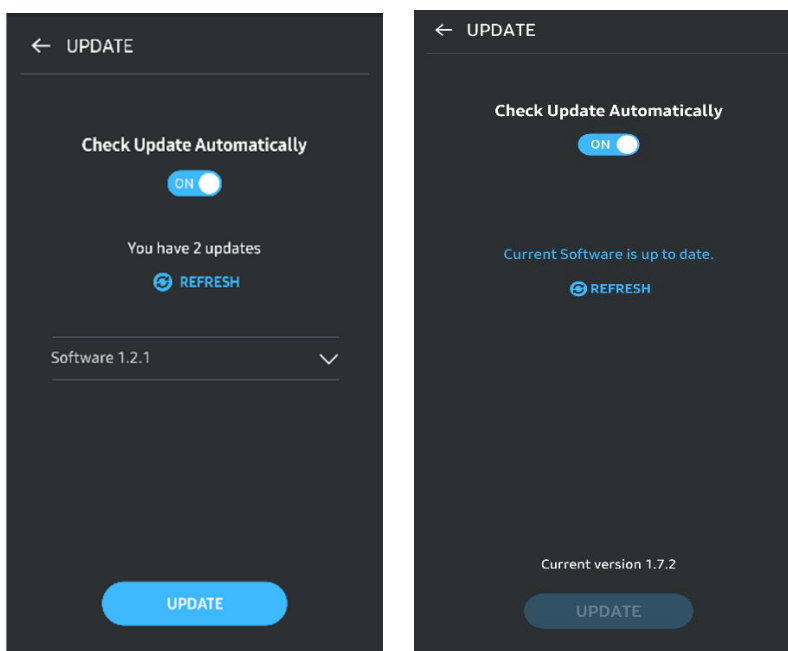 UPDATE
Check Update Automatically
ON
You have 2 updates
REFRESH
Software 1.2.1
UPDATE
UPDATE
Check Update Automatically
ON
Current Software is up to date.
REFRESH
Current version 1.7.2
UPDATE